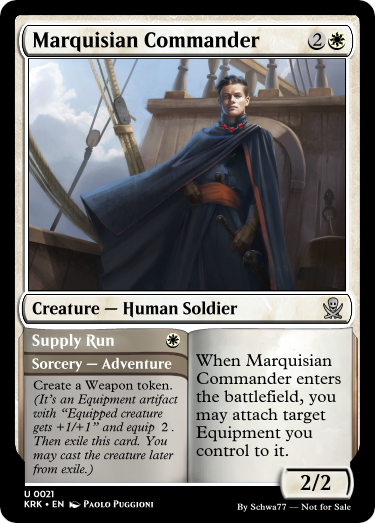 Marquisian Commander 2
Creature — Human Soldier
Supply Run
Sorcery — Adventure
Create a Weapon token.
(It's an Equipment artifact
with “Equipped creature
gets +1/+1” and equip 2.
Then exile this card. You
may cast the creature later
from exile.)
When Marquisian
Commander enters
the battlefield, you
may attach target
Equipment you
control to it.
2/2
U 0021
KRK • EN Paolo Puggioni
By Schwa77 — Not for Sale